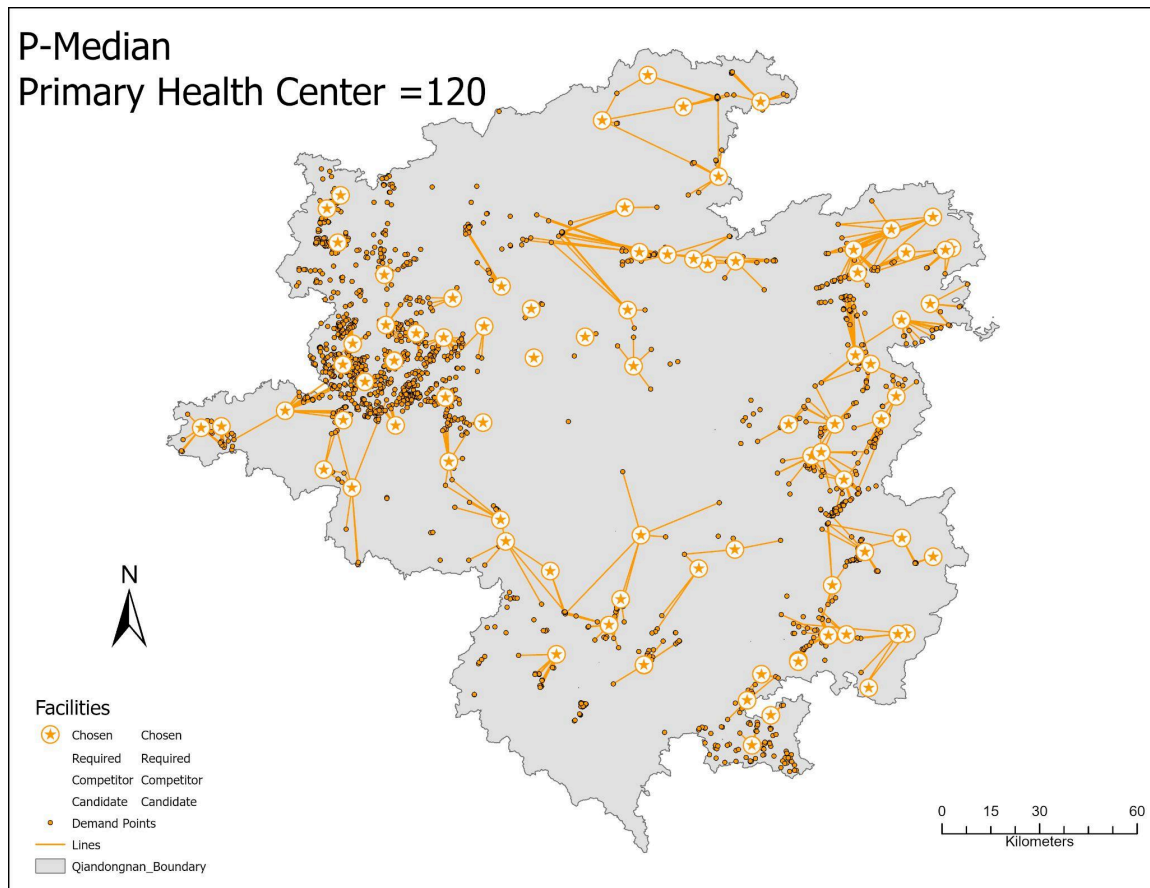 P-Median
Primary Health Center =120
N
Facilities
Chosen Chosen
Required Required
Competitor Competitor
Candidate Candidate
Demand Points
Lines
Qiandongnan_Boundary
0 15 30 60
Kilometers